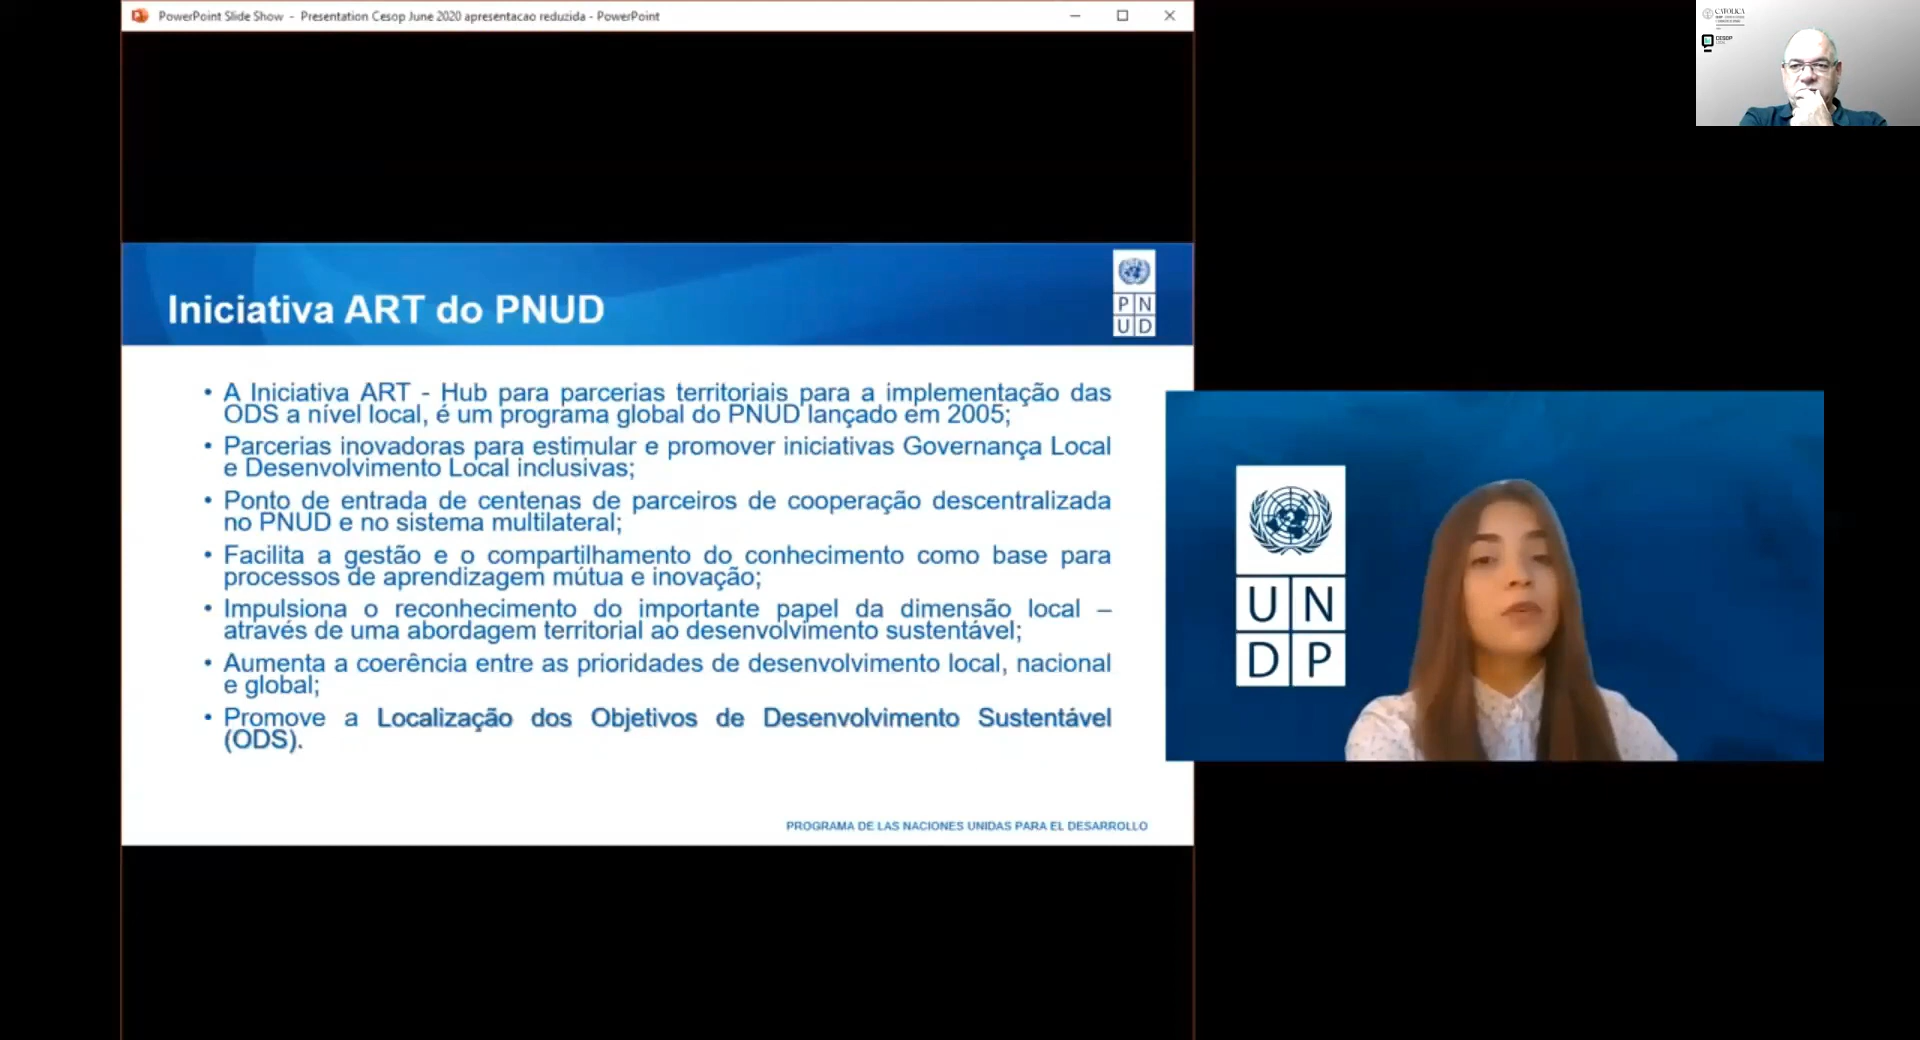 PowerPoint Slide Show - Presentation Cesop June 2020 apresentacao reduzida - PowerPoint
CATÓLICA
CESOP
Iniciativa ART do PNUD
P N
U D
• A Iniciativa ART - Hub para parcerias territoriais para a implementação das
ODS a nível local, é um programa global do PNUD lançado em 2005;
• Parcerias inovadoras para estimular e promover iniciativas Governança Local
e Desenvolvimento Local inclusivas;
• Ponto de entrada de centenas de parceiros de cooperação descentralizada
no PNUD e no sistema multilateral;
• Facilita a gestão e o compartilhamento do conhecimento como base para
processos de aprendizagem mútua e inovação;
• Impulsiona o reconhecimento do importante papel da dimensão local –
através de uma abordagem territorial ao desenvolvimento sustentável;
• Aumenta a coerência entre as prioridades de desenvolvimento local, nacional
e global;
• Promove a Localização dos Objetivos de Desenvolvimento Sustentável
(ODS).
PROGRAMA DE LAS NACIONES UNIDAS PARA EL DESARROLLO
U N
D P